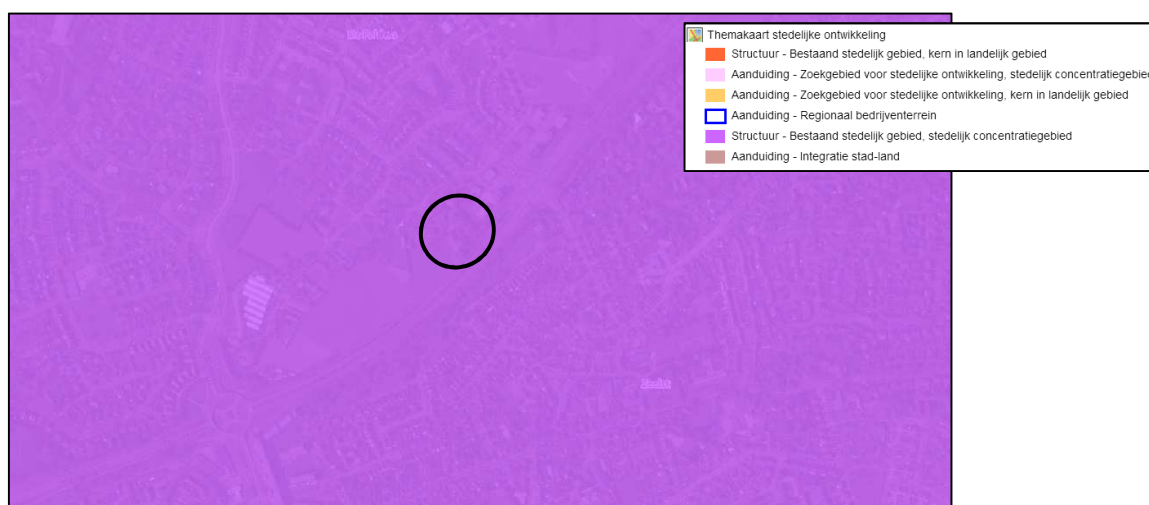 Themakaart stedelijke ontwikkeling
Structuur - Bestaand stedelijk gebied, kern in landelijk gebied
Aanduiding - Zoekgebied voor stedelijke ontwikkeling, stedelijk concentratiegebied
Aanduiding - Zoekgebied voor stedelijke ontwikkeling, kern in landelijk gebied
Aanduiding - Regionaal bedrijventerrein
Structuur - Bestaand stedelijk gebied, stedelijk concentratiegebied
Aanduiding - Integratie stad-land